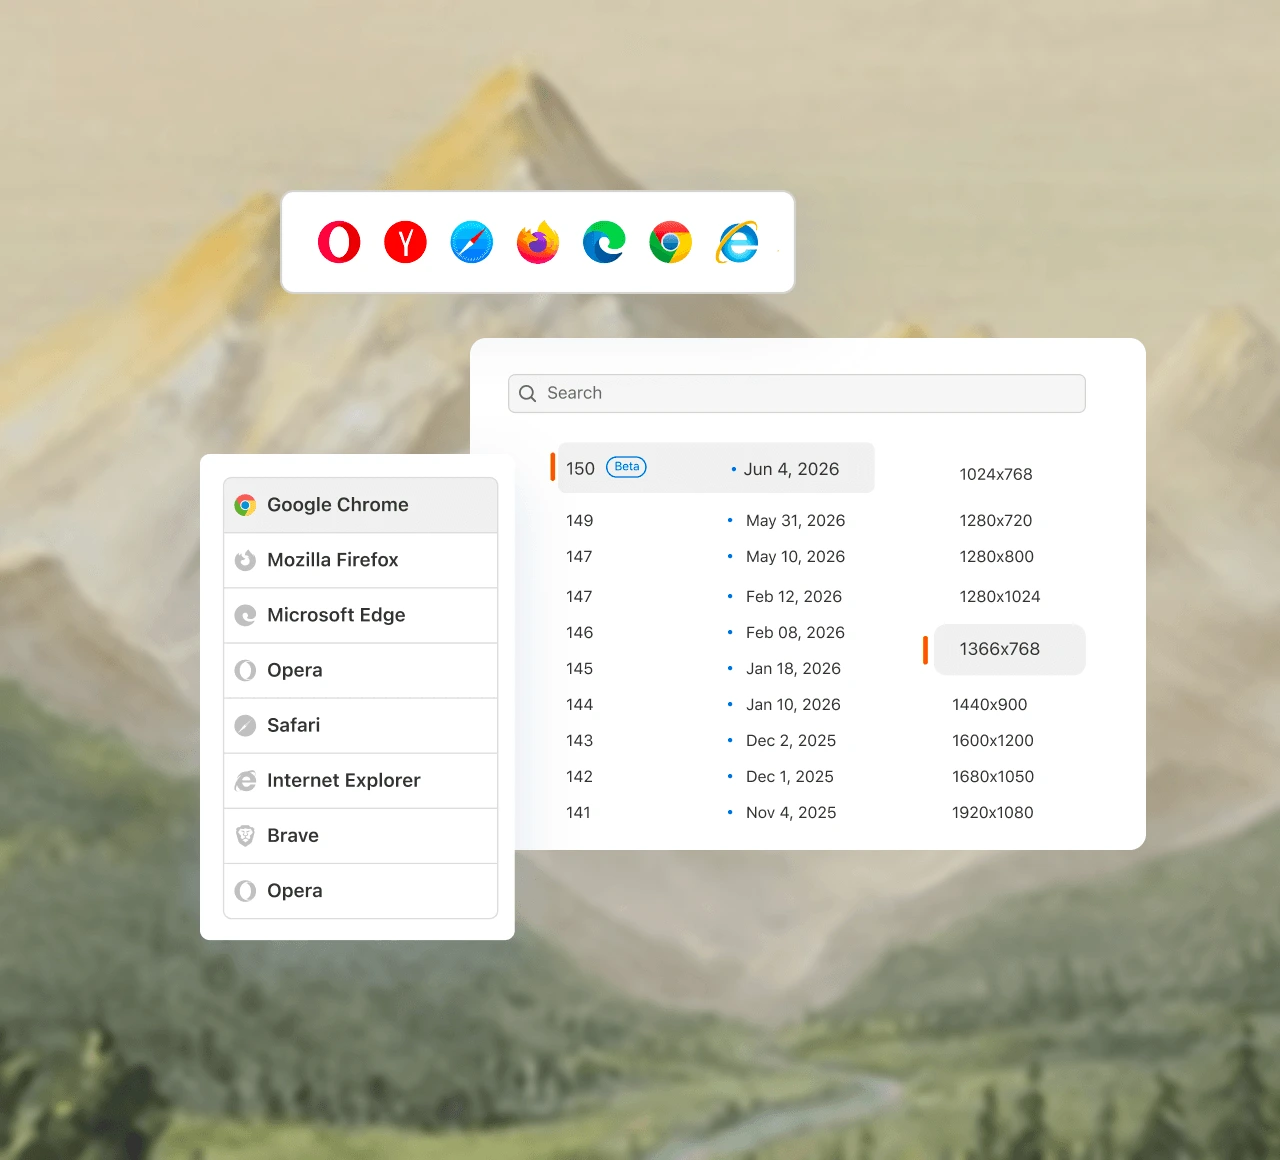 Search
150 Beta • Jun 4, 2026
149 • May 31, 2026
147 • May 10, 2026
147 • Feb 12, 2026
146 • Feb 08, 2026
145 • Jan 18, 2026
144 • Jan 10, 2026
143 • Dec 2, 2025
142 • Dec 1, 2025
141 • Nov 4, 2025
1024x768
1280x720
1280x800
1280x1024
1366x768
1440x900
1600x1200
1680x1050
1920x1080
Google Chrome
Mozilla Firefox
Microsoft Edge
Opera
Safari
Internet Explorer
Brave
Opera